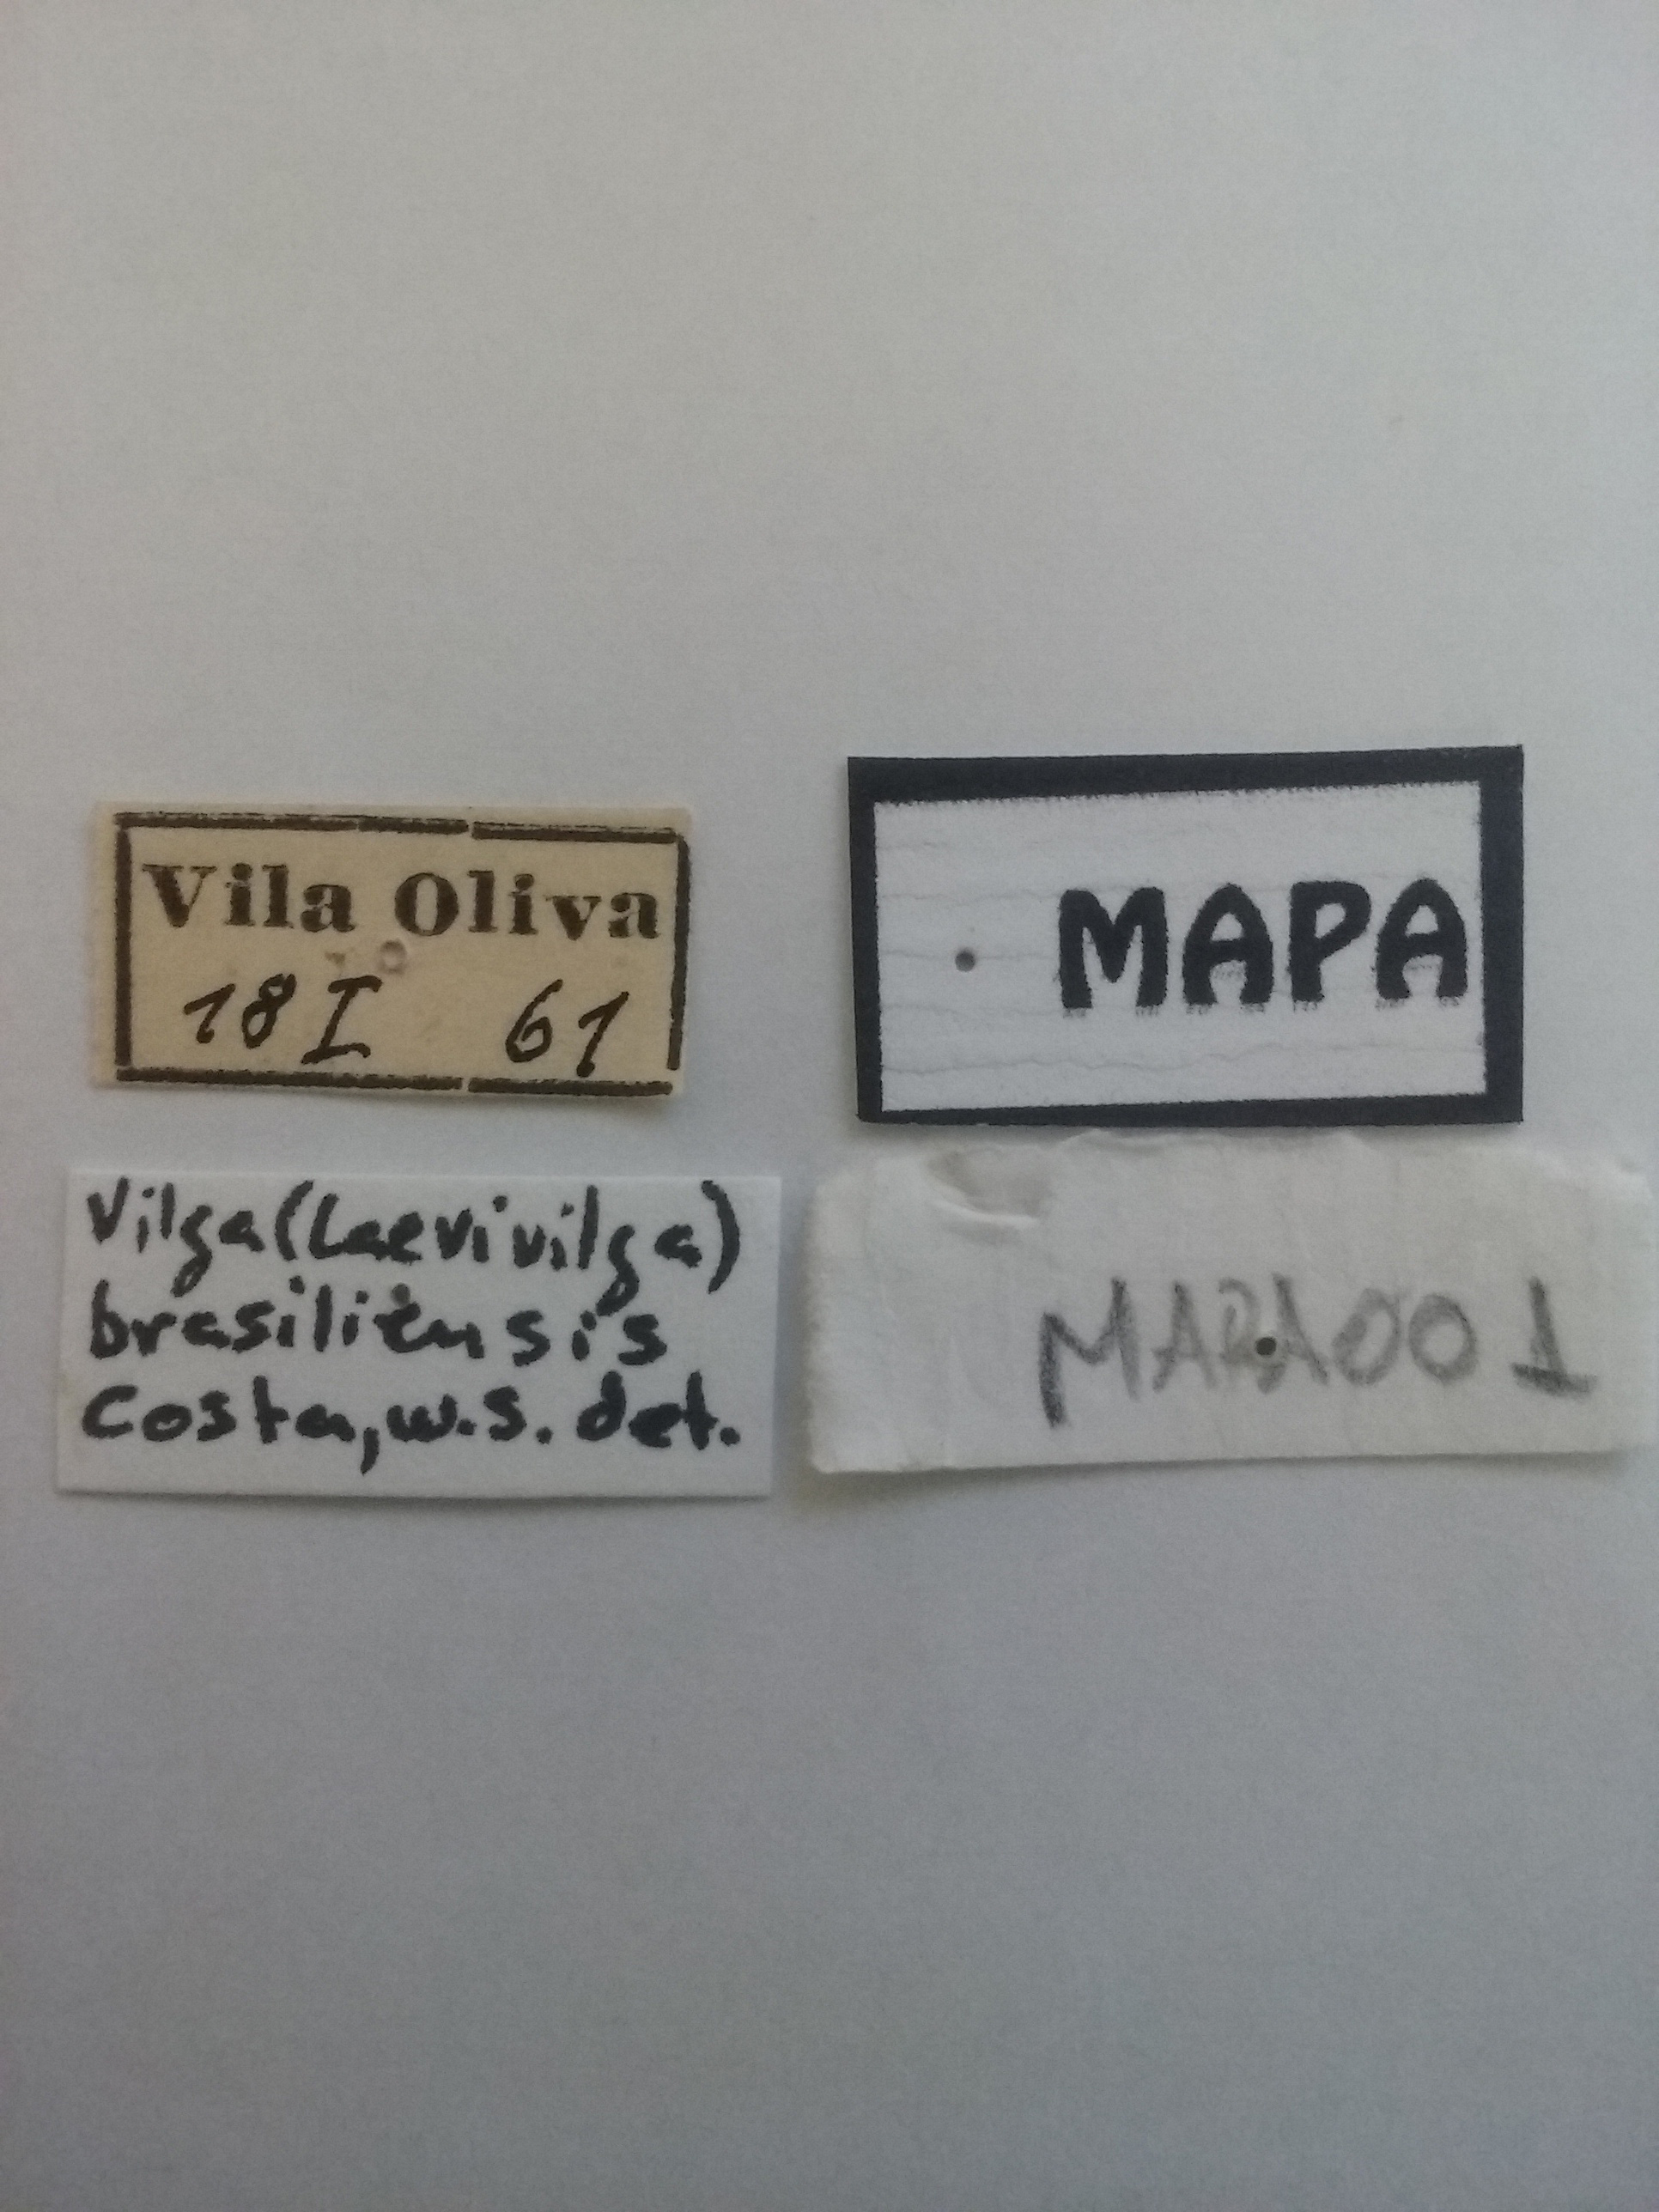 Vila Oliva
18 I 61
MAPA
Vilga (Laevivilga)
brasiliensis
Costa, w.s. det.
MAPA001